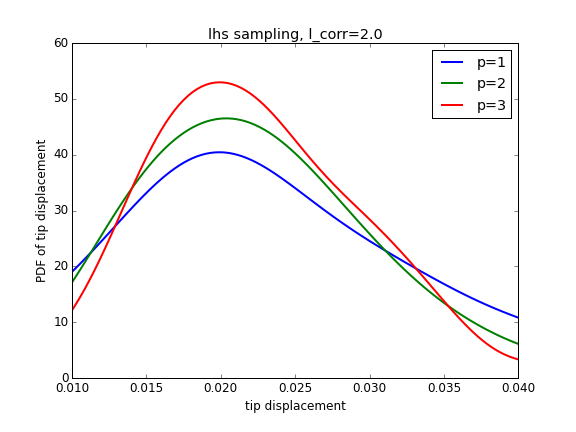 lhs sampling, l_corr=2.0
60
50
40
30
20
10
0
PDF of tip displacement
p=1
p=2
p=3
0.010 0.015 0.020 0.025 0.030 0.035 0.040
tip displacement